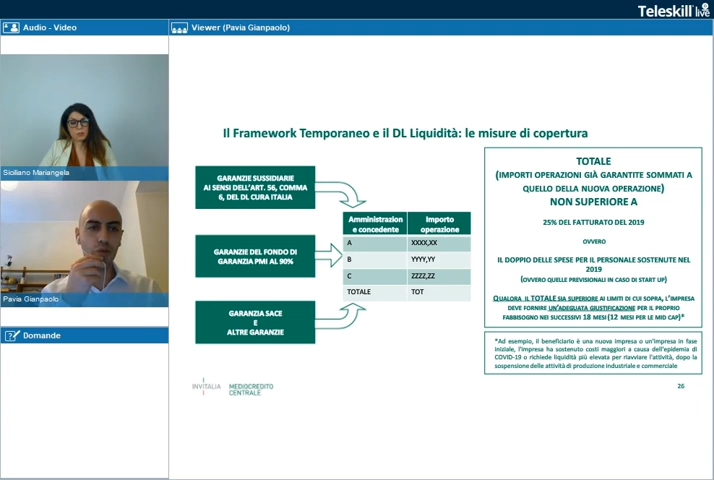 Teleskill live
Audio - Video
Viewer (Pavia Gianpaolo)
Siciliano Mariangela
Pavia Gianpaolo
Domande
Il Framework Temporaneo e il DL Liquidità: le misure di copertura
GARANZIE SUSSIDIARIE
AI SENSI DELL'ART. 56, COMMA
6, DEL DL CURA ITALIA
GARANZIE DEL FONDO DI
GARANZIA PMI AL 90%
GARANZIA SACE
E
ALTRE GARANZIE
Amministrazion
e concedente
Importo
operazione
A XXXX,XX
B YYYY,YY
C ZZZZ,ZZ
TOTALE TOT
TOTALE
(IMPORTI OPERAZIONI GIÀ GARANTITE SOMMATI A
QUELLO DELLA NUOVA OPERAZIONE)
NON SUPERIORE A
25% DEL FATTURATO DEL 2019
OVVERO
IL DOPPIO DELLE SPESE PER IL PERSONALE SOSTENUTE NEL
2019
(OVVERO QUELLE PREVISIONALI IN CASO DI START UP)
QUALORA IL TOTALE SIA SUPERIORE AI LIMITI DI CUI SOPRA, L'IMPRESA
DEVE FORNIRE UN'ADEGUATA GIUSTIFICAZIONE PER IL PROPRIO
FABBISOGNO NEI SUCCESSIVI 18 MESI (12 MESI PER LE MID CAP)*
*Ad esempio, il beneficiario è una nuova impresa o un'impresa in fase
iniziale, l'impresa ha sostenuto costi maggiori a causa dell'epidemia di
COVID-19 o richiede liquidità più elevata per riavviare l'attività, dopo la
sospensione delle attività di produzione industriale e commerciale
INVITALIA
MEDIOCREDITO
CENTRALE
26